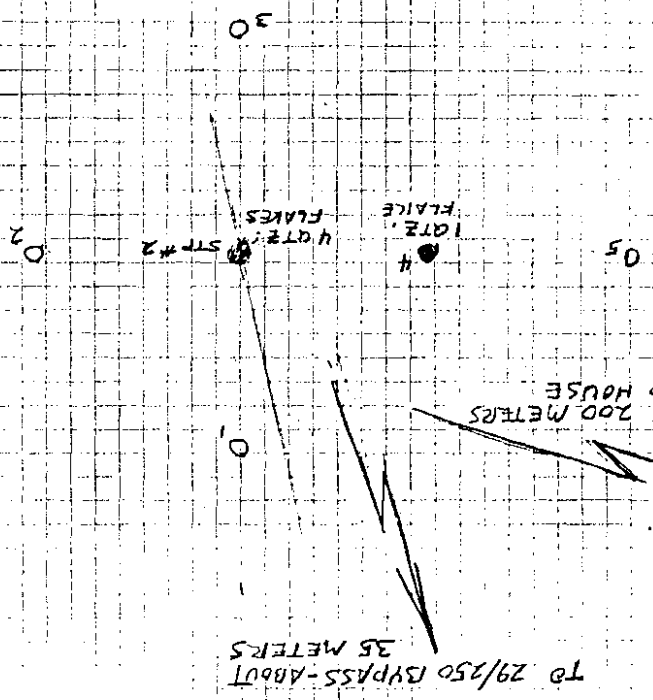 TO 29/250 BYPASS-ABOUT
35 METERS
1
200 METERS
HOUSE
5
4
1 QTZ.
FLAKE
STP #2
4 QTZ.
FLAKES
2
3